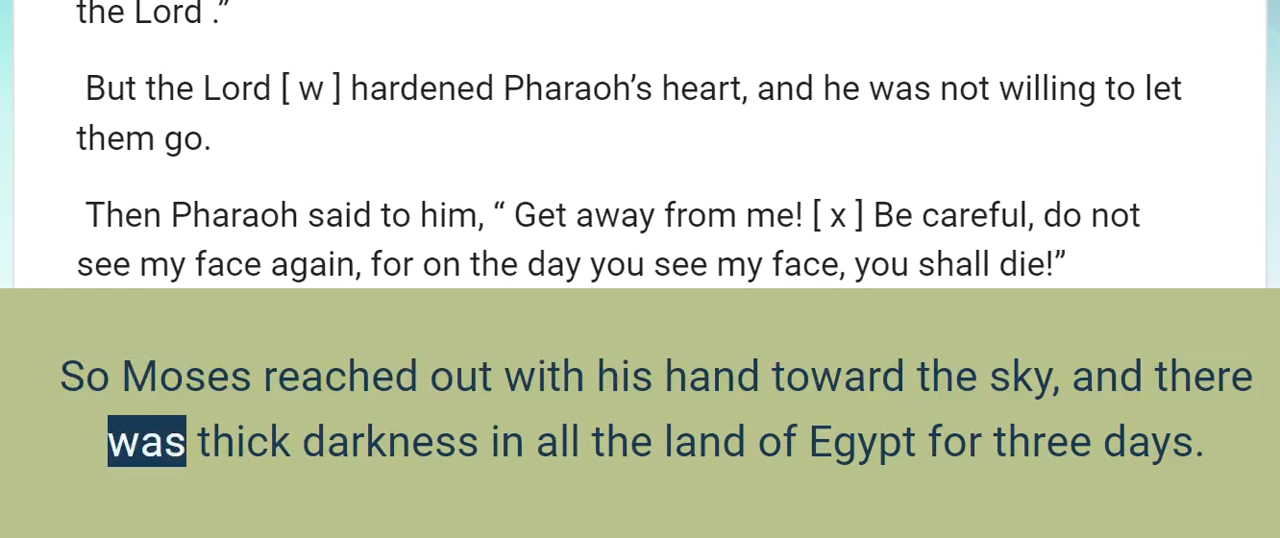 the Lord .”
But the Lord [ w ] hardened Pharaoh’s heart, and he was not willing to let
them go.
Then Pharaoh said to him, “ Get away from me! [ x ] Be careful, do not
see my face again, for on the day you see my face, you shall die!”
So Moses reached out with his hand toward the sky, and there
was thick darkness in all the land of Egypt for three days.